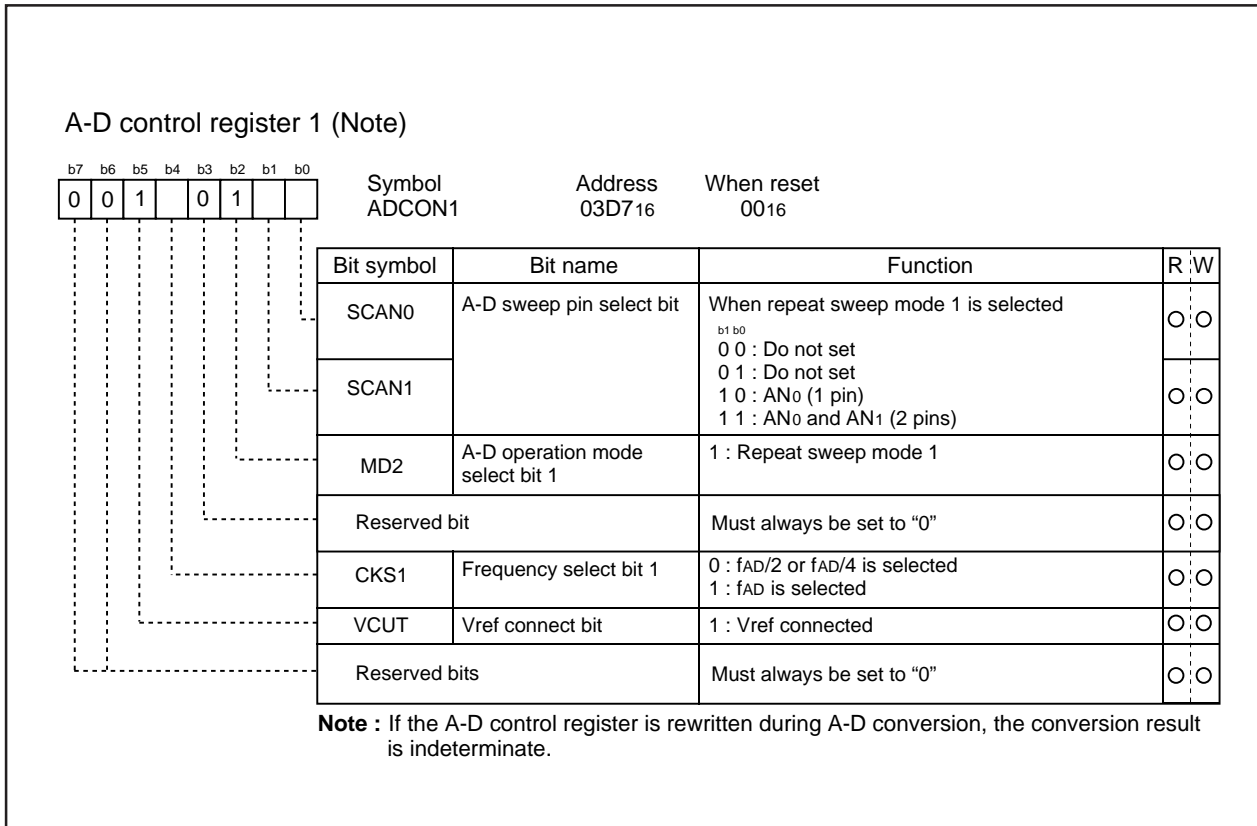 A-D control register 1 (Note)
b7 b6 b5 b4 b3 b2 b1 b0
0 0 1 0 1
Symbol Address When reset
ADCON1 03D716 0016
Bit symbol Bit name Function R W
SCAN0 A-D sweep pin select bit When repeat sweep mode 1 is selected
b1 b0
0 0 : Do not set
0 1 : Do not set
SCAN1
1 0 : AN0 (1 pin)
1 1 : AN0 and AN1 (2 pins)
MD2 A-D operation mode select bit 1 1 : Repeat sweep mode 1
Reserved bit Must always be set to “0”
CKS1 Frequency select bit 1 0 : fAD/2 or fAD/4 is selected
1 : fAD is selected
VCUT Vref connect bit 1 : Vref connected
Reserved bits Must always be set to “0”
Note : If the A-D control register is rewritten during A-D conversion, the conversion result
is indeterminate.